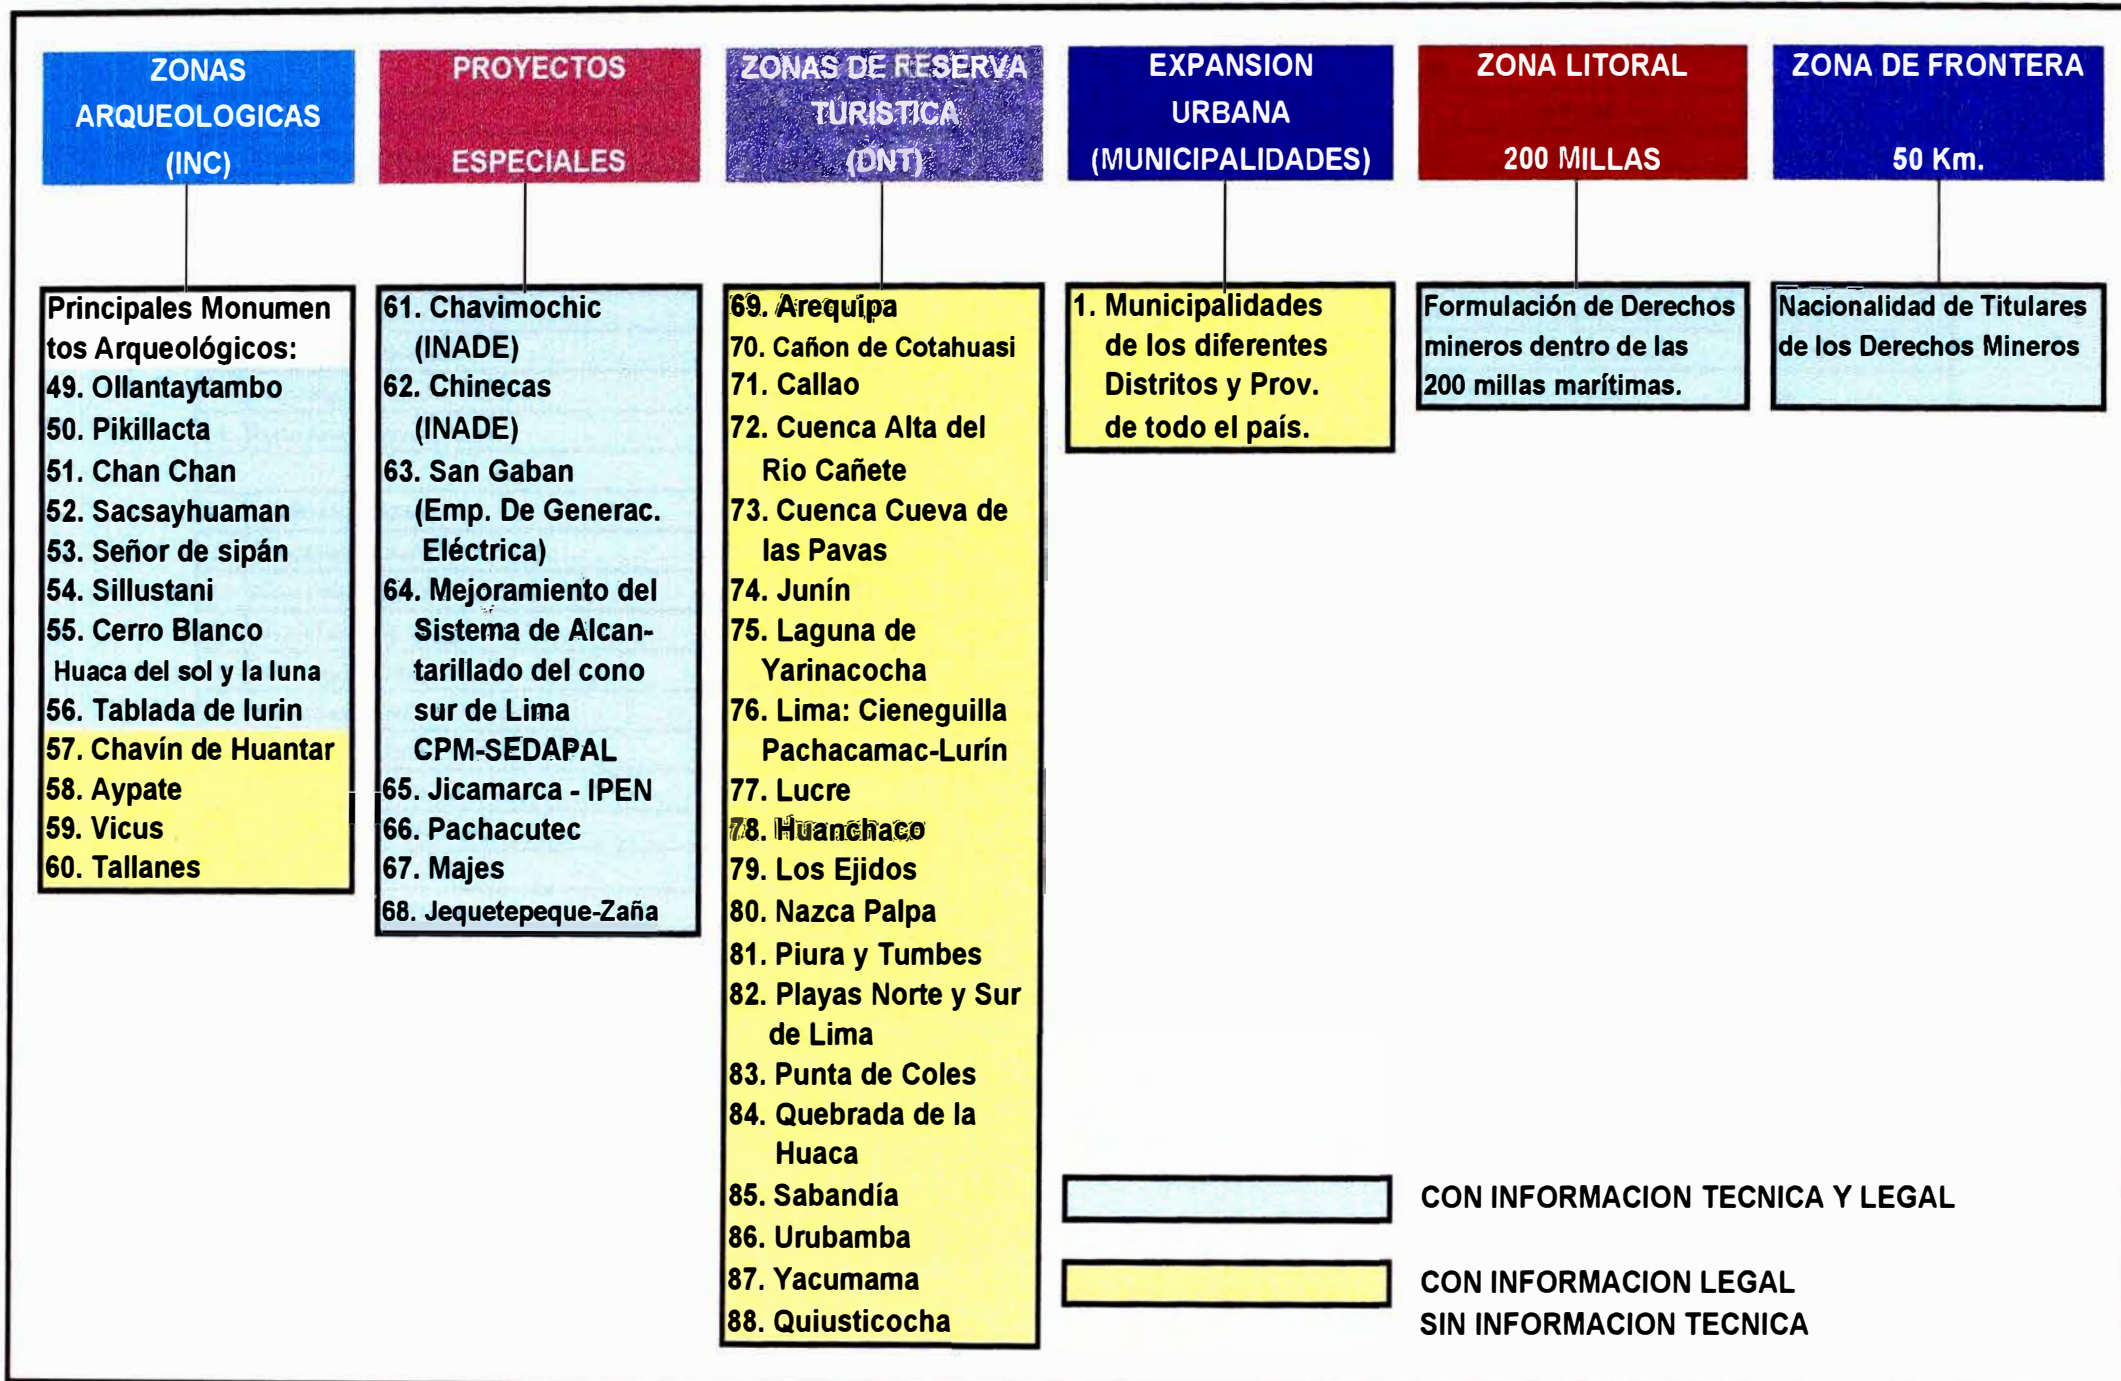 ZONAS
ARQUEOLOGICAS
(INC)
Principales Monumen
tos Arqueológicos:
49. Ollantaytambo
50. Pikillacta
51. Chan Chan
52. Sacsayhuaman
53. Señor de sipán
54. Sillustani
55. Cerro Blanco
Huaca del sol y la luna
56. Tablada de lurin
57. Chavín de Huantar
58. Aypate
59. Vicus
60. Tallanes
PROYECTOS
ESPECIALES
61. Chavimochic
(INADE)
62. Chinecas
(INADE)
63. San Gaban
(Emp. De Generac.
Eléctrica)
64. Mejoramiento del
Sistema de Alcan-
tarillado del cono
sur de Lima
CPM-SEDAPAL
65. Jicamarca - IPEN
66. Pachacutec
67. Majes
68. Jequetepeque-Zaña
ZONAS DE RESERVA
TURISTICA
(DNT)
69. Arequipa
70. Cañon de Cotahuasi
71. Callao
72. Cuenca Alta del
Rio Cañete
73. Cuenca Cueva de
las Pavas
74. Junín
75. Laguna de
Yarinacocha
76. Lima: Cieneguilla
Pachacamac-Lurín
77. Lucre
78. Huanchaco
79. Los Ejidos
80. Nazca Palpa
81. Piura y Tumbes
82. Playas Norte y Sur
de Lima
83. Punta de Coles
84. Quebrada de la
Huaca
85. Sabandía
86. Urubamba
87. Yacumama
88. Quiusticocha
EXPANSION
URBANA
(MUNICIPALIDADES)
1. Municipalidades
de los diferentes
Distritos y Prov.
de todo el país.
ZONA LITORAL
200 MILLAS
Formulación de Derechos
mineros dentro de las
200 millas marítimas.
ZONA DE FRONTERA
50 Km.
Nacionalidad de Titulares
de los Derechos Mineros
CON INFORMACION TECNICA Y LEGAL
CON INFORMACION LEGAL
SIN INFORMACION TECNICA